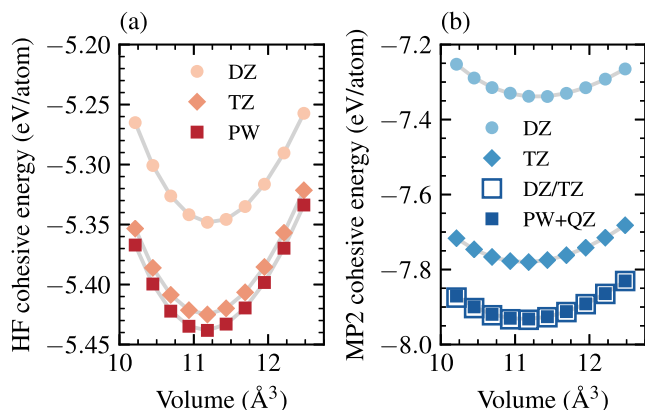 (a)
HF cohesive energy (eV/atom)
−5.20
−5.25
−5.30
−5.35
−5.40
−5.45
DZ
TZ
PW
10
11
12
Volume (Å³)
(b)
MP2 cohesive energy (eV/atom)
−7.2
−7.4
−7.6
−7.8
−8.0
DZ
TZ
DZ/TZ
PW+QZ
10
11
12
Volume (Å³)